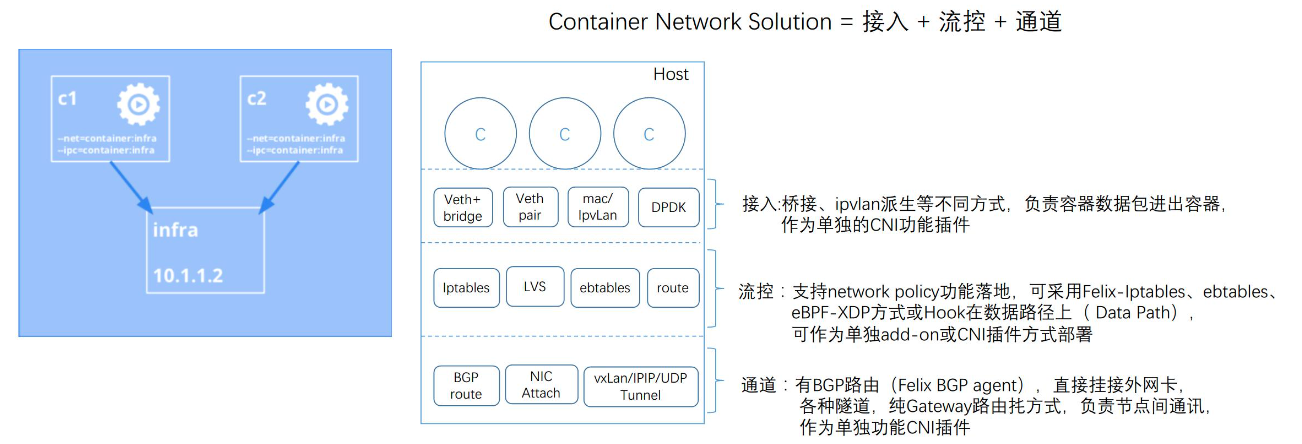 Container Network Solution = 接入 + 流控 + 通道
c1
--net=container:infra
--ipc=container:infra
c2
--net=container:infra
--ipc=container:infra
infra
10.1.1.2
Host
C
C
C
Veth+
bridge
Veth
pair
mac/
IpvLan
DPDK
接入:桥接、ipvlan派生等不同方式，负责容器数据包进出容器，
作为单独的CNI功能插件
Iptables
LVS
ebtables
route
流控：支持network policy功能落地，可采用Felix-Iptables、ebtables、
eBPF-XDP方式或Hook在数据路径上（ Data Path），
可作为单独add-on或CNI插件方式部署
BGP
route
NIC
Attach
vxLan/IPIP/UDP
Tunnel
通道：有BGP路由（Felix BGP agent），直接挂接外网卡，
各种隧道，纯Gateway路由扥方式，负责节点间通讯，
作为单独功能CNI插件